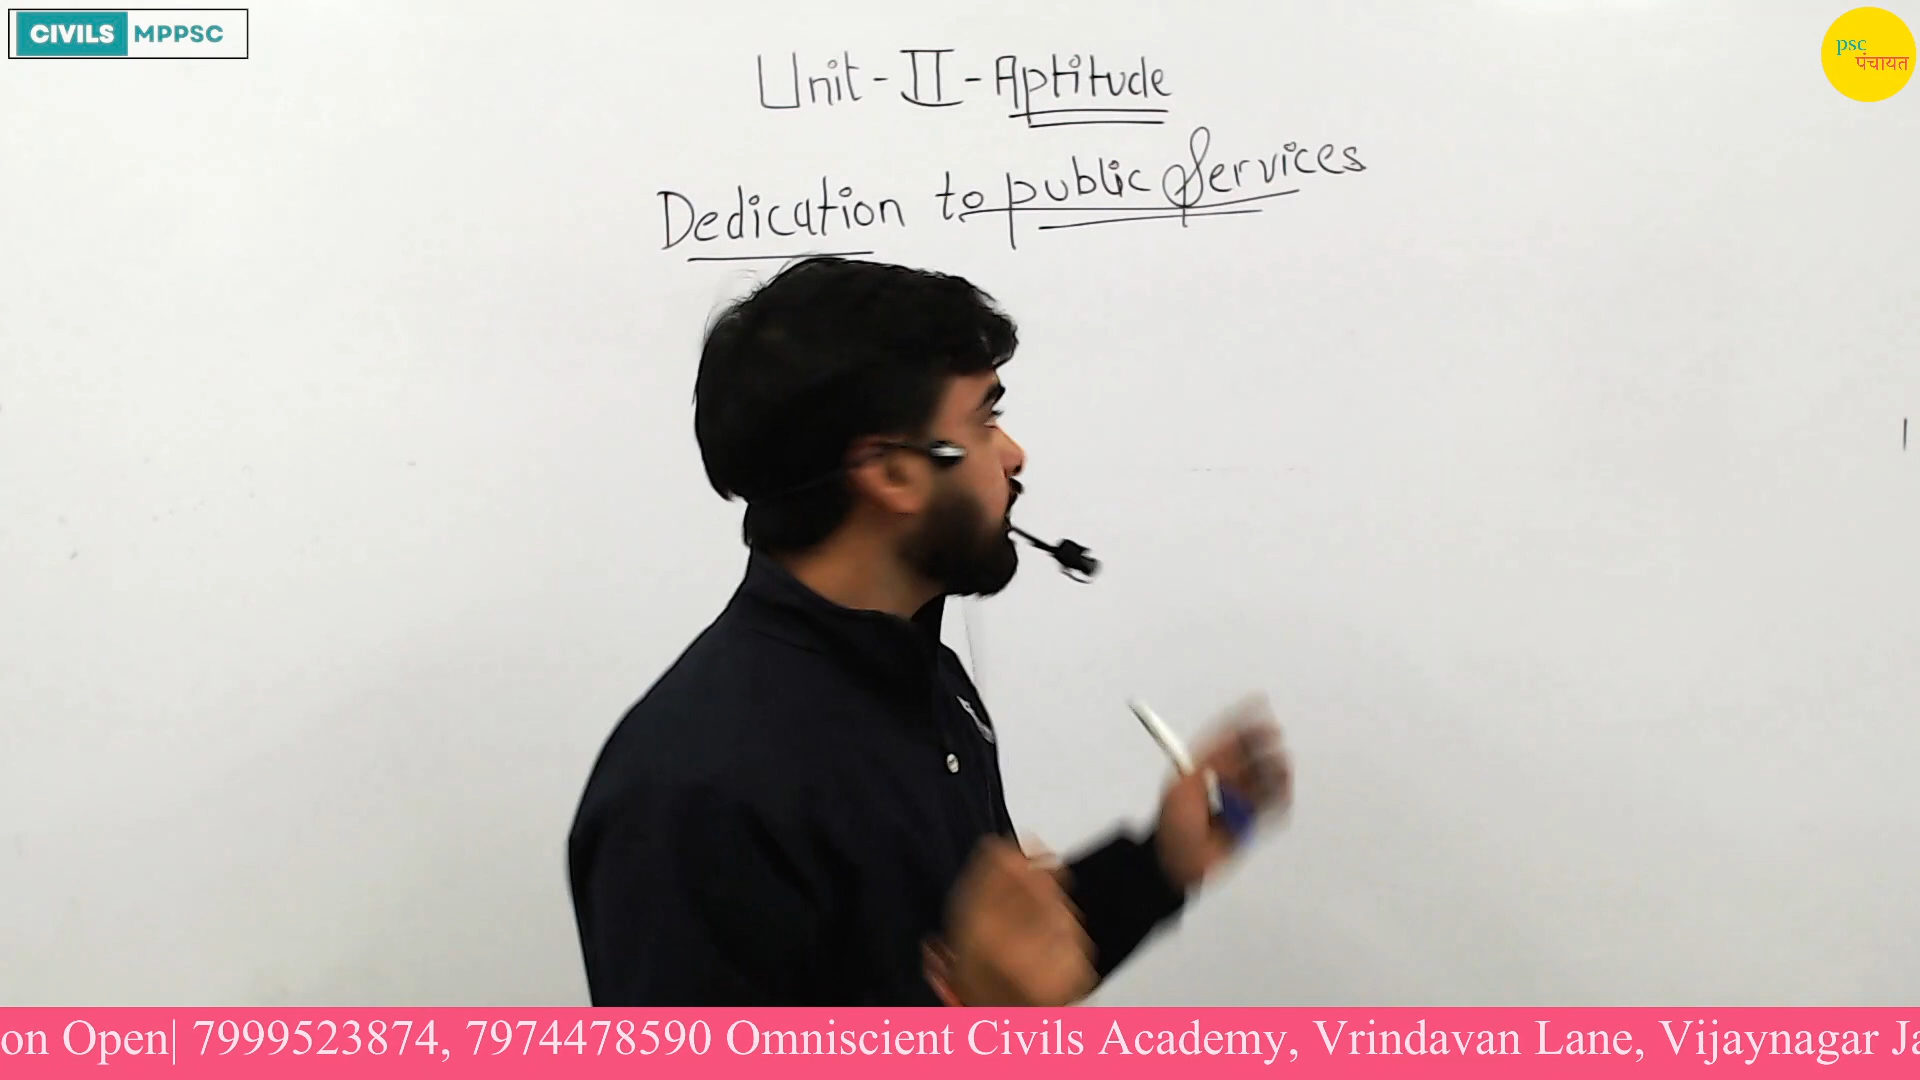 CIVILS MPPSC
psc
पंचायत
Unit - II - Aptitude
Dedication to public Services
on Open| 7999523874, 7974478590 Omniscient Civils Academy, Vrindavan Lane, Vijaynagar Ja